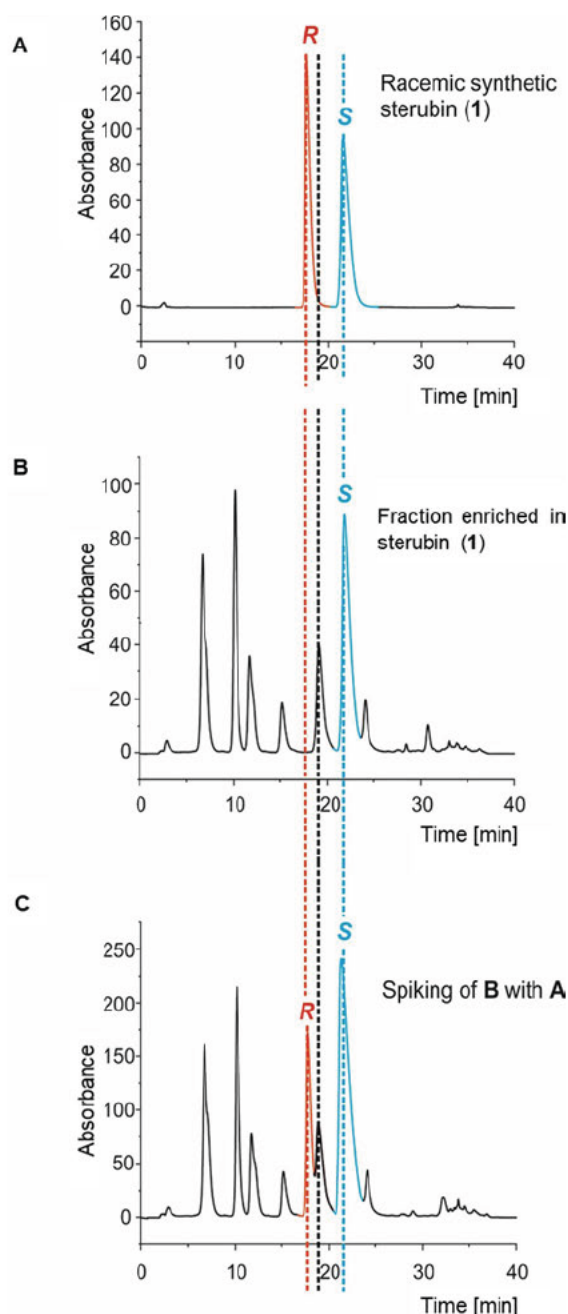 A
160
140
120
100
80
60
40
20
0
Absorbance
R
S
Racemic synthetic
sterubin (1)
0 10 20 30 40
Time [min]
B
100
80
60
40
20
0
Absorbance
S
Fraction enriched in
sterubin (1)
0 10 20 30 40
Time [min]
C
250
200
150
100
50
0
Absorbance
R
S
Spiking of B with A
0 10 20 30 40
Time [min]